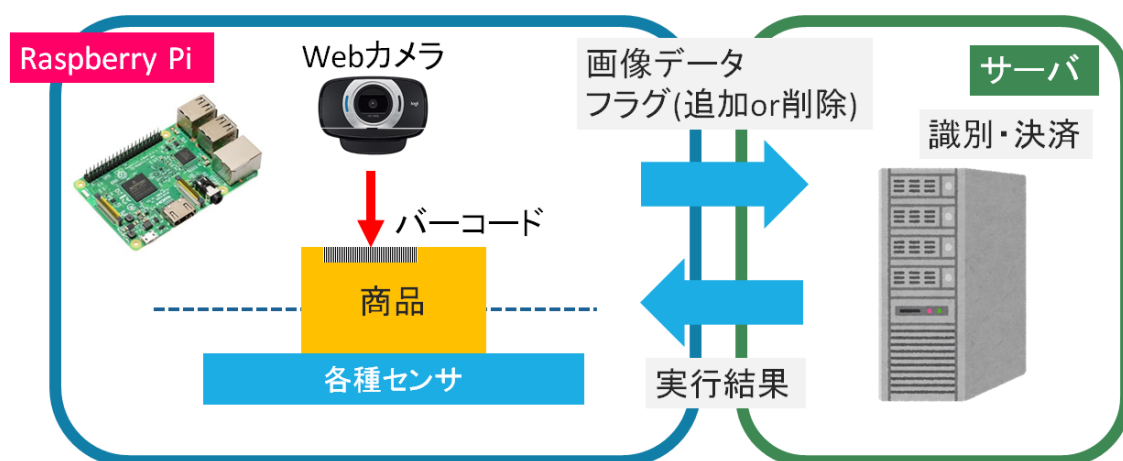 Raspberry Pi
Webカメラ
バーコード
商品
各種センサ
画像データ
フラグ(追加or削除)
実行結果
サーバ
識別・決済